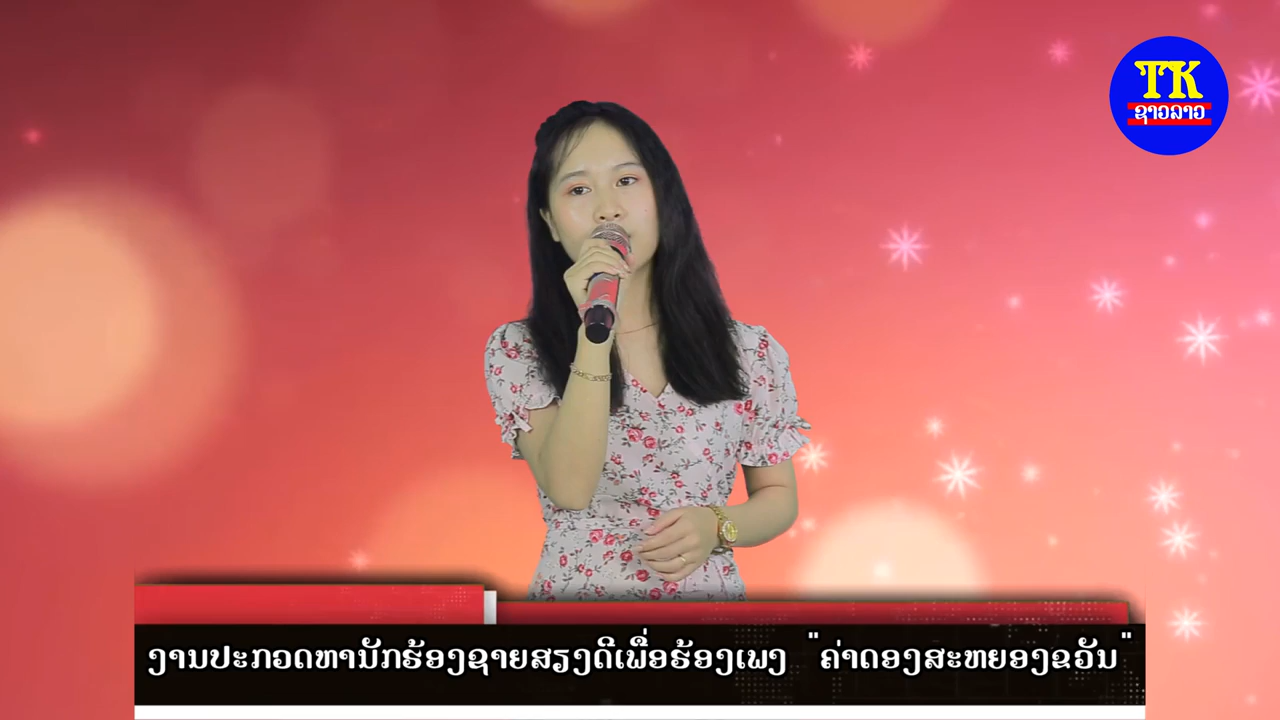 TK
ຊາວລາວ
ງານປະກວດຫານັກຮ້ອງຊາຍສຽງດີເພື່ອຮ້ອງເພງ "ຄ່າດອງສະຫຍອງຂວັນ"